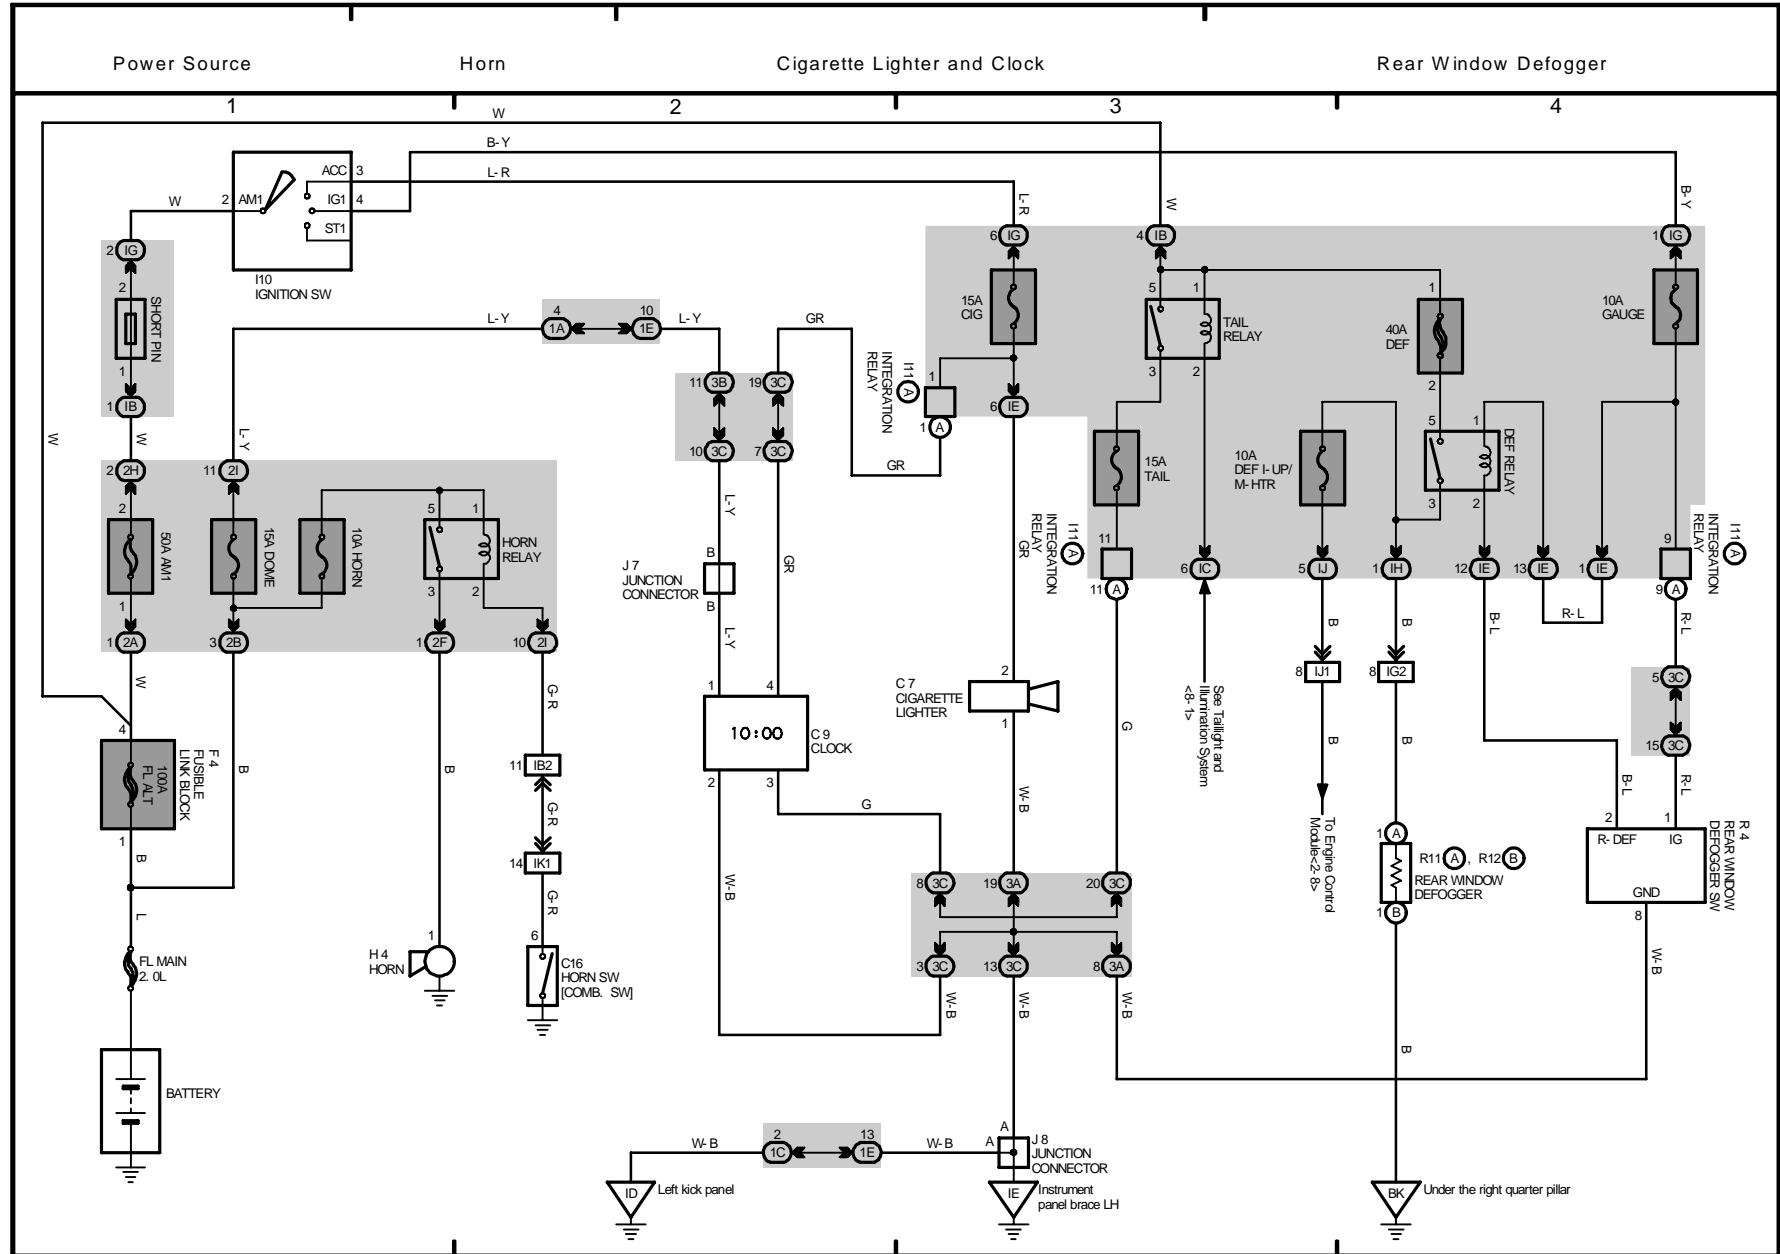 Power Source
Horn
Cigarette Lighter and Clock
Rear Window Defogger
1
2
3
4
W
B-Y
L-R
ACC 3
2 AM1
IG1 4
ST1
I10
IGNITION SW
W
2 IG
2
SHORT PIN
1
1 IB
W
W
L-Y
4
1A
10
1E
L-Y
GR
L-Y
2 2H
11 2I
2
50A AM1
1
15A DOME
10A HORN
5
1
HORN
RELAY
3
2
1 2A
3 2B
1 2F
10 2I
W
4
F 4
FUSIBLE
LINK BLOCK
100A
FL ALT
1
B
B
L
FL MAIN
2. 0L
BATTERY
B
1
H 4
HORN
G-R
11 IB2
G-R
14 IK1
G-R
6
C16
HORN SW
[COMB. SW]
11 3B
19 3C
10 3C
7 3C
L-Y
GR
B
J 7
JUNCTION
CONNECTOR
B
L-Y
1
4
10:00
C 9
CLOCK
2
3
G
W-B
L-R
6 IG
15A
CIG
I11 A
INTEGRATION
RELAY
1
1 A
GR
6 IE
GR
C 7
CIGARETTE
LIGHTER
2
1
W-B
W
4 IB
5
1
TAIL
RELAY
3
2
15A
TAIL
I11 A
INTEGRATION
RELAY
11
11 A
G
6 IC
See Taillight and
Illumination System
<8-1>
1
40A
DEF
2
10A
DEF I-UP/
M-HTR
5
1
DEF RELAY
3
2
5 IJ
1 IH
12 IE
13 IE
1 IE
R-L
B
8 IJ1
B
To Engine Control
Module<2-8>
B
8 IG2
B
1 A
R11 A , R12 B
REAR WINDOW
DEFOGGER
1 B
B
B-L
B-L
B-Y
1 IG
10A
GAUGE
I11 A
INTEGRATION
RELAY
9
9 A
R-L
5 3C
15 3C
R-L
2
1
R-DEF
IG
GND
8
R 4
REAR WINDOW
DEFOGGER SW
W-B
8 3C
19 3A
20 3C
3 3C
13 3C
8 3A
W-B
W-B
W-B
A
A
J 8
JUNCTION
CONNECTOR
W-B
2
1C
13
1E
W-B
ID
Left kick panel
IE
Instrument
panel brace LH
BK
Under the right quarter pillar